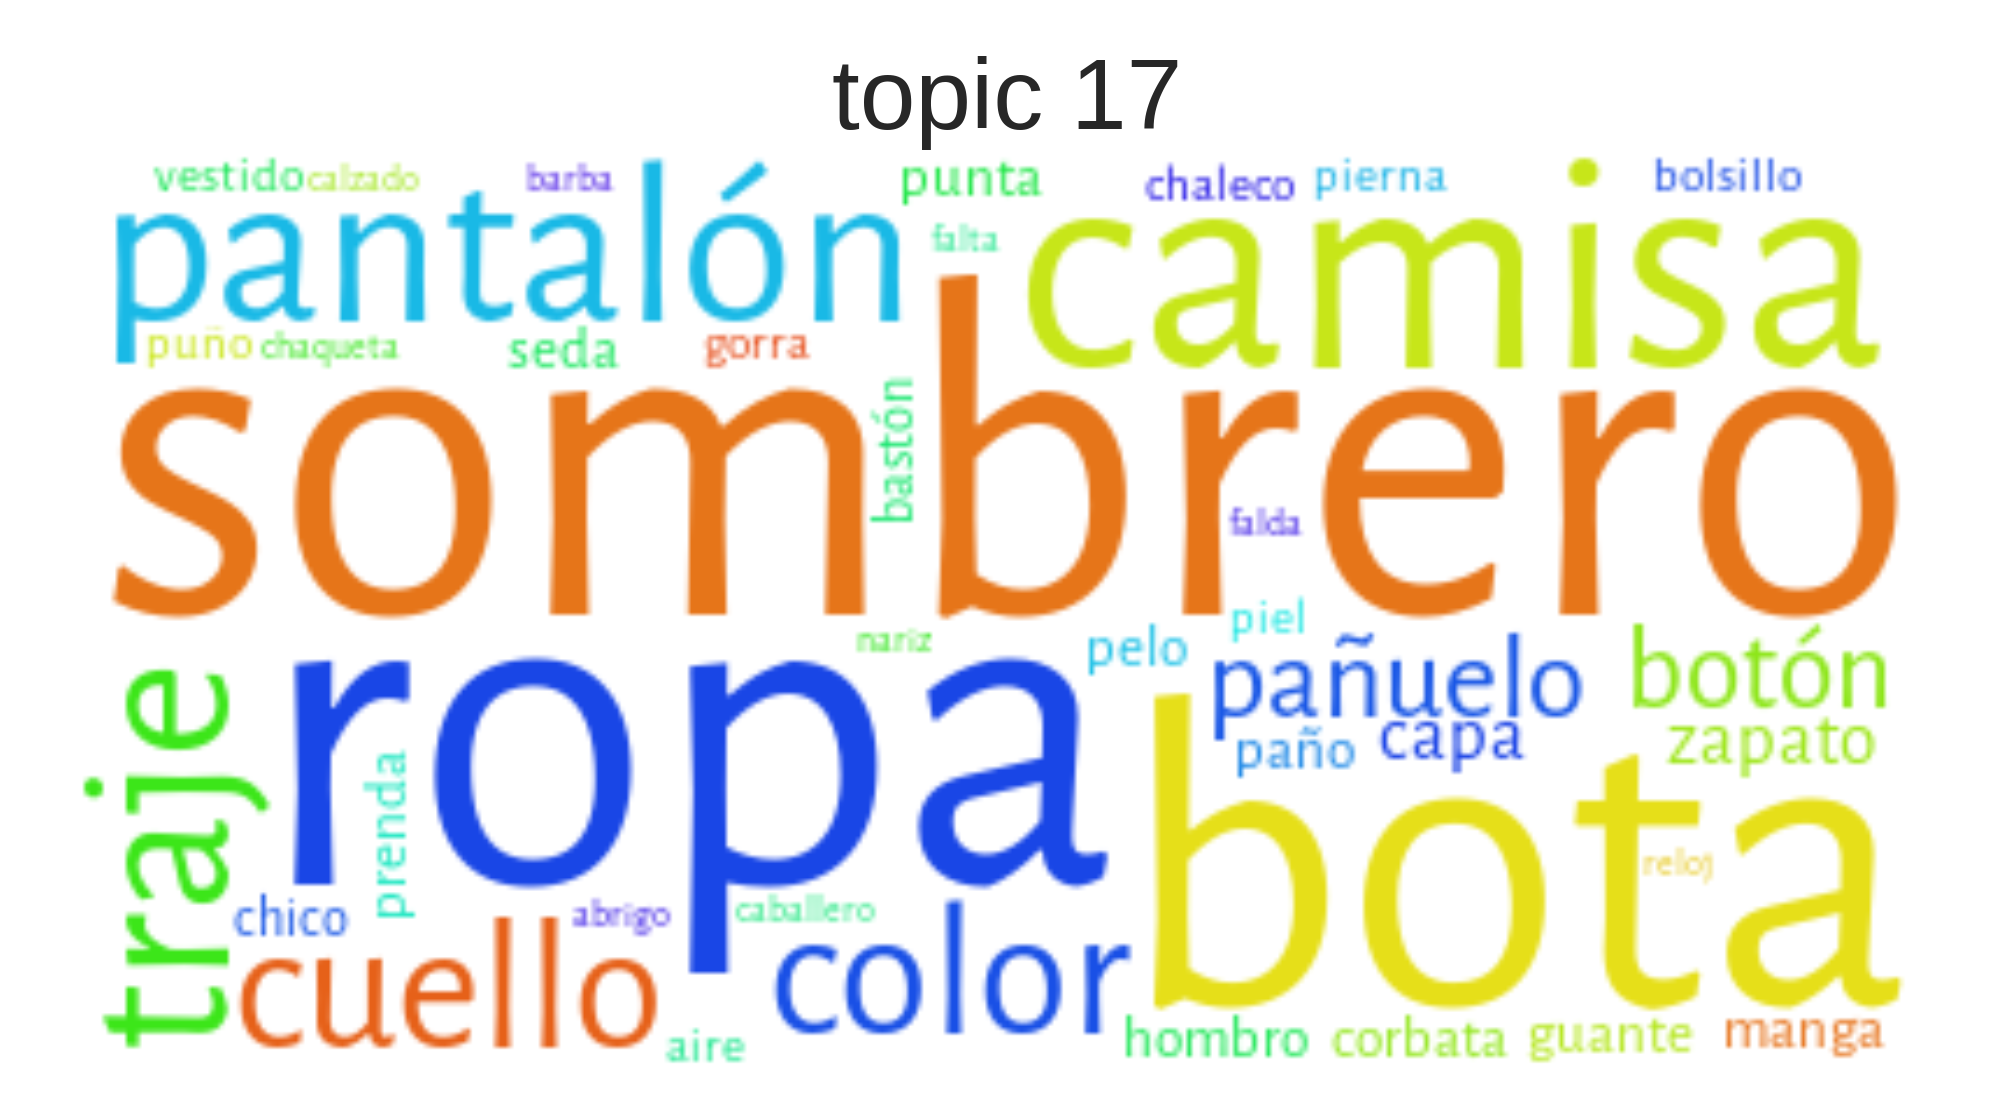 topic 17
vestido calzado barba punta chaleco pierna bolsillo
pantalón falta camisa
puño chaqueta seda gorra
sombrero
bastón
falda
piel
nariz pelo
ropa pañuelo botón
paño capa zapato
traje
prenda
bota
reloj
chico abrigo caballero
cuello color
aire hombro corbata guante manga